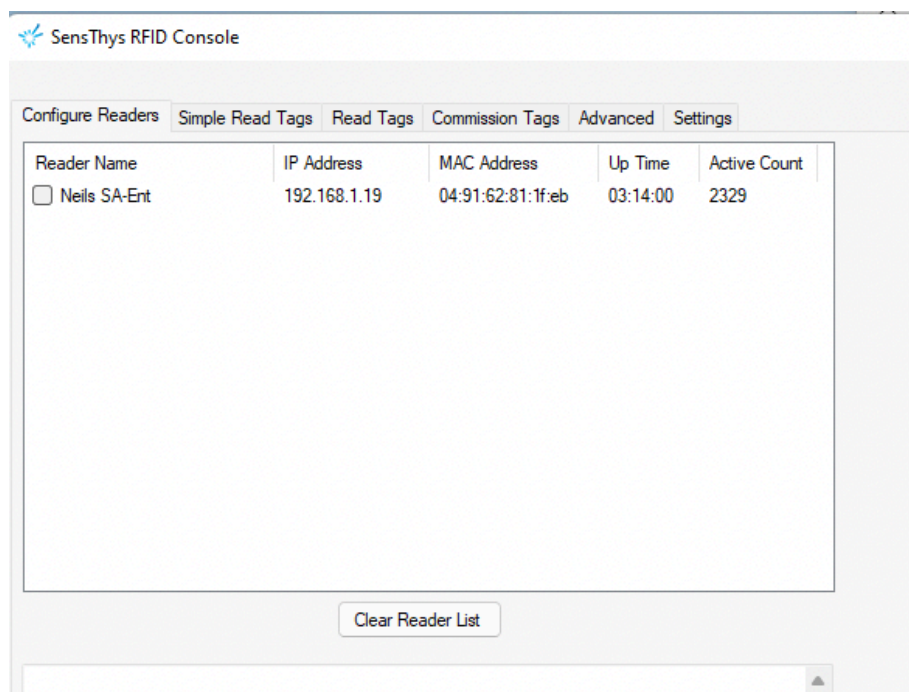 SensThys RFID Console
Configure Readers Simple Read Tags Read Tags Commission Tags Advanced Settings
Reader Name IP Address MAC Address Up Time Active Count
Neils SA-Ent 192.168.1.19 04:91:62:81:1f:eb 03:14:00 2329
Clear Reader List